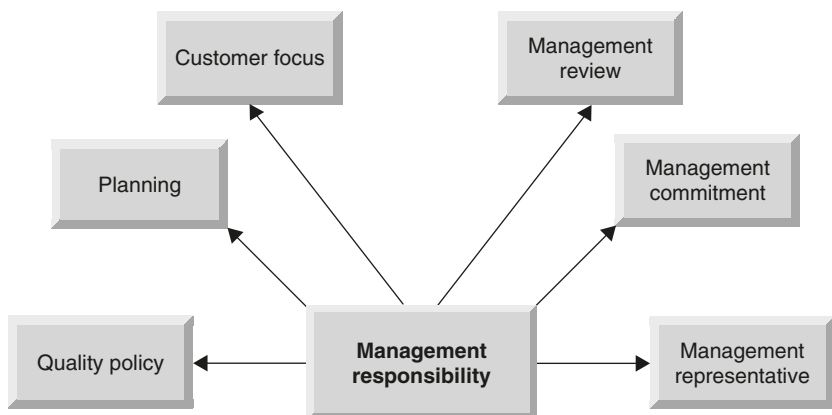 Customer focus
Management
review
Planning
Management
commitment
Quality policy
Management
responsibility
Management
representative